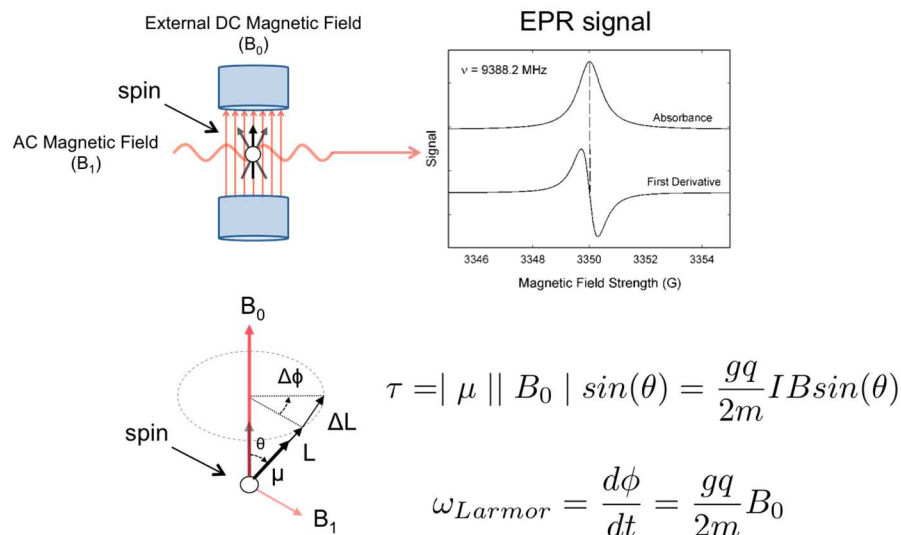 External DC Magnetic Field
(B₀)
EPR signal
spin
AC Magnetic Field
(B₁)
ν = 9388.2 MHz
Absorbance
First Derivative
Signal
3346 3348 3350 3352 3354
Magnetic Field Strength (G)
B₀
Δϕ
ΔL
θ
L
μ
spin
B₁
τ =| μ || B₀ | sin(θ) = gq/2m IBsin(θ)
ω_Larmor = dϕ/dt = gq/2m B₀